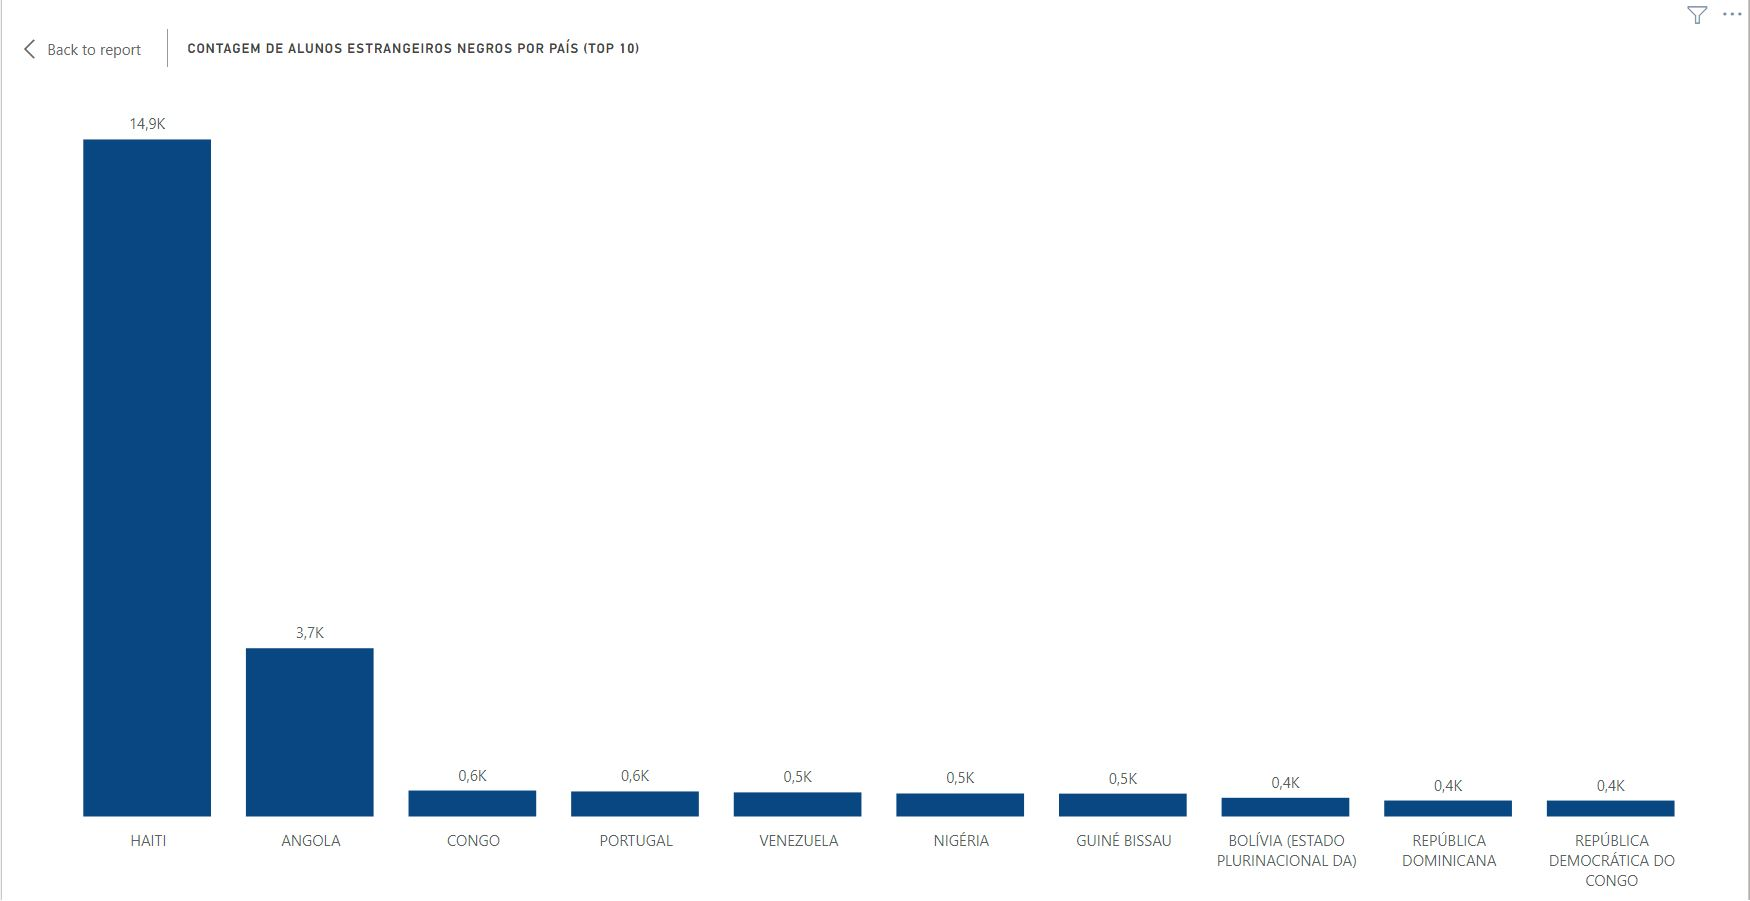 Back to report
CONTAGEM DE ALUNOS ESTRANGEIROS NEGROS POR PAÍS (TOP 10)
14,9K
3,7K
0,6K
0,6K
0,5K
0,5K
0,5K
0,4K
0,4K
0,4K
HAITI
ANGOLA
CONGO
PORTUGAL
VENEZUELA
NIGÉRIA
GUINÉ BISSAU
BOLÍVIA (ESTADO
PLURINACIONAL DA)
REPÚBLICA
DOMINICANA
REPÚBLICA
DEMOCRÁTICA DO
CONGO